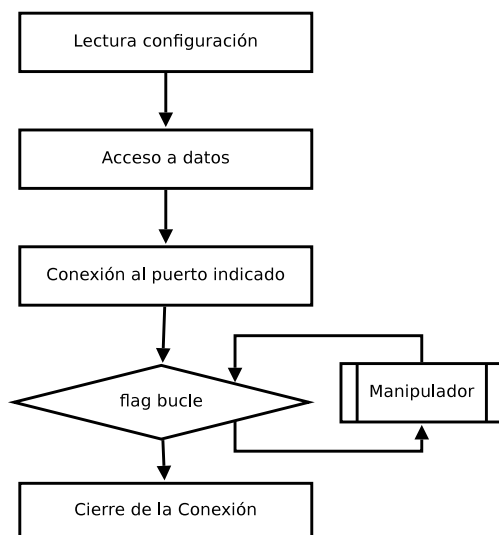 Lectura configuración
Acceso a datos
Conexión al puerto indicado
flag bucle
Manipulador
Cierre de la Conexión